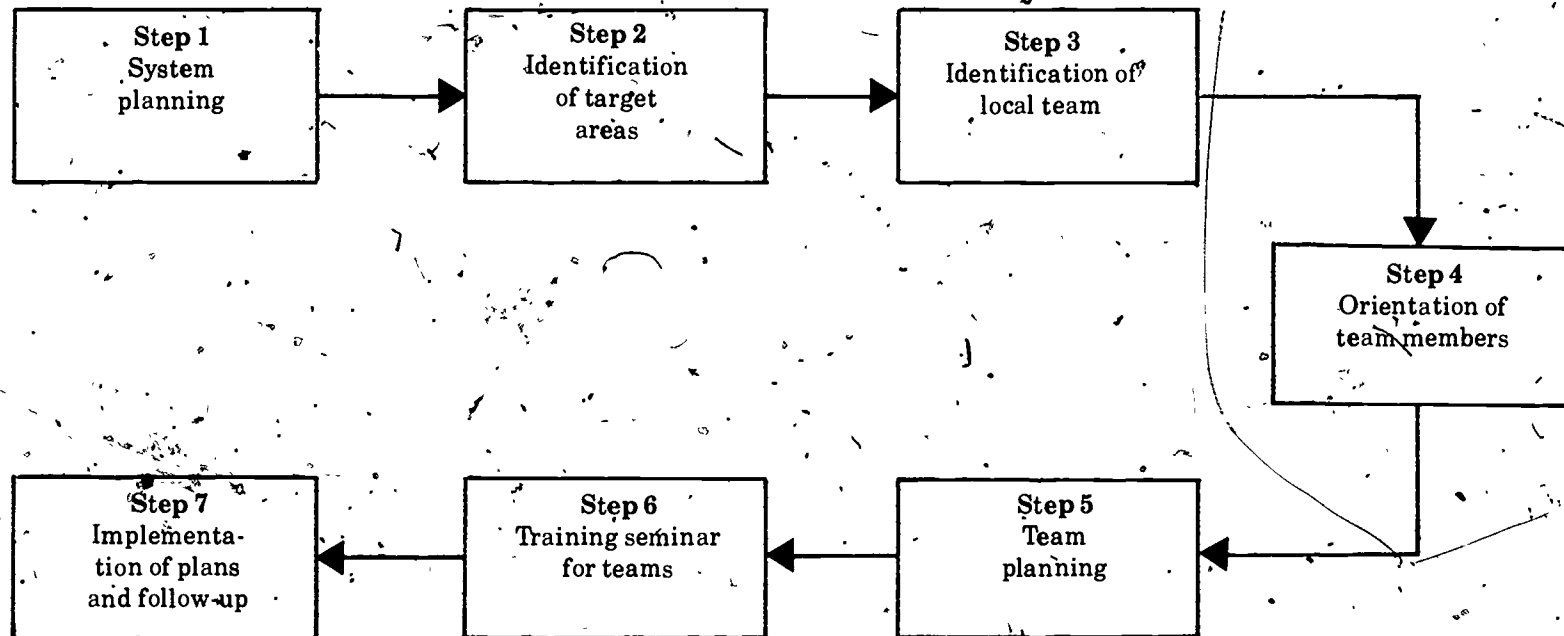 Step 1
System
planning
Step 2
Identification
of target
areas
Step 3
Identification of
local team
Step 4
Orientation of
team members
Step 5
Team
planning
Step 6
Training seminar
for teams
Step 7
Implementa-
tion of plans
and follow-up